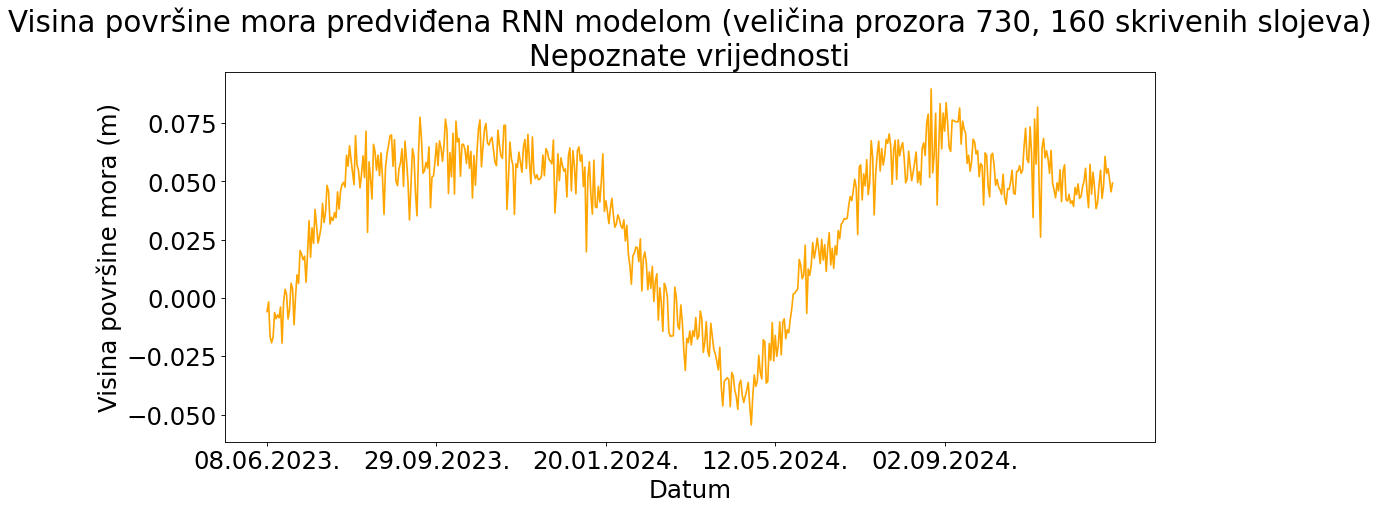 Visina površine mora predviđena RNN modelom (veličina prozora 730, 160 skrivenih slojeva)
Nepoznate vrijednosti
Visina površine mora (m)
0.075
0.050
0.025
0.000
−0.025
−0.050
08.06.2023. 29.09.2023. 20.01.2024. 12.05.2024. 02.09.2024.
Datum